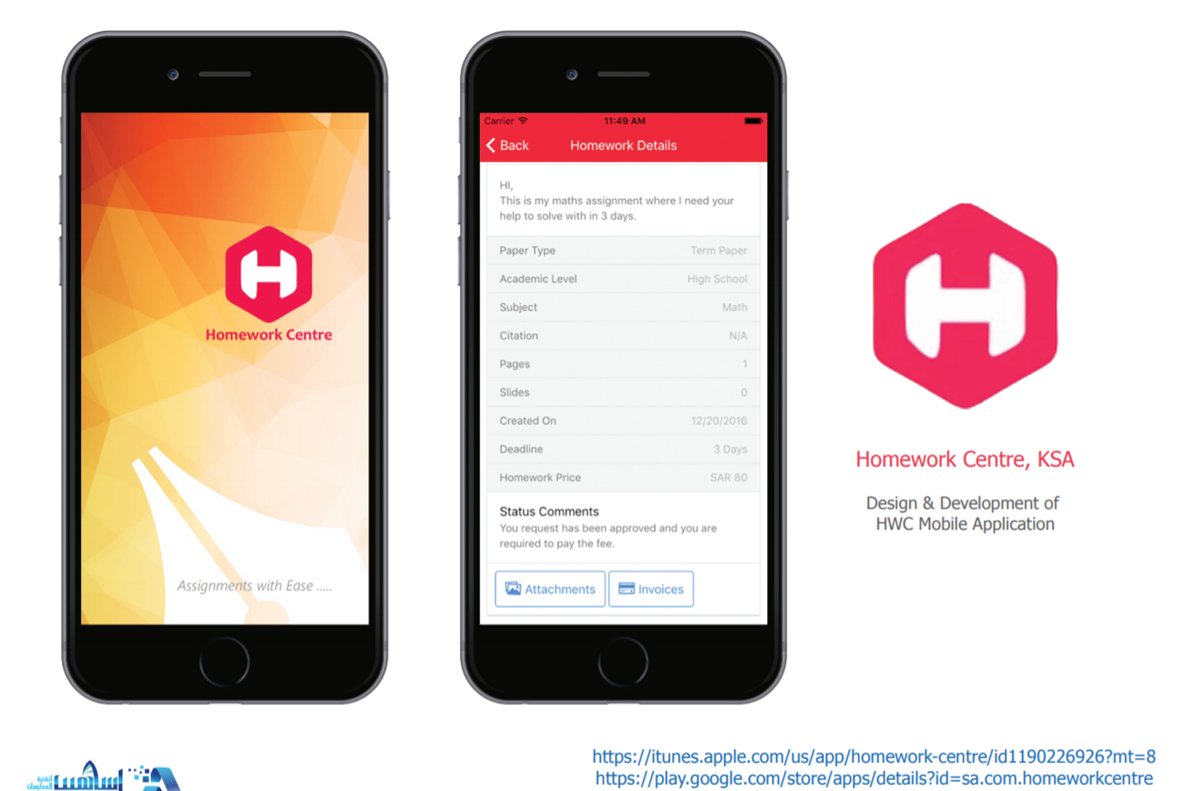 Homework Centre
Assignments with Ease .....
Carrier 11:49 AM
Back Homework Details
HI,
This is my maths assignment where I need your
help to solve with in 3 days.
Paper Type Term Paper
Academic Level High School
Subject Math
Citation N/A
Pages 1
Slides 0
Created On 12/20/2016
Deadline 3 Days
Homework Price SAR 80
Status Comments
You request has been approved and you are
required to pay the fee.
Attachments Invoices
Homework Centre, KSA
Design & Development of
HWC Mobile Application
https://itunes.apple.com/us/app/homework-centre/id1190226926?mt=8
https://play.google.com/store/apps/details?id=sa.com.homeworkcentre
لتقنية
المعلومات